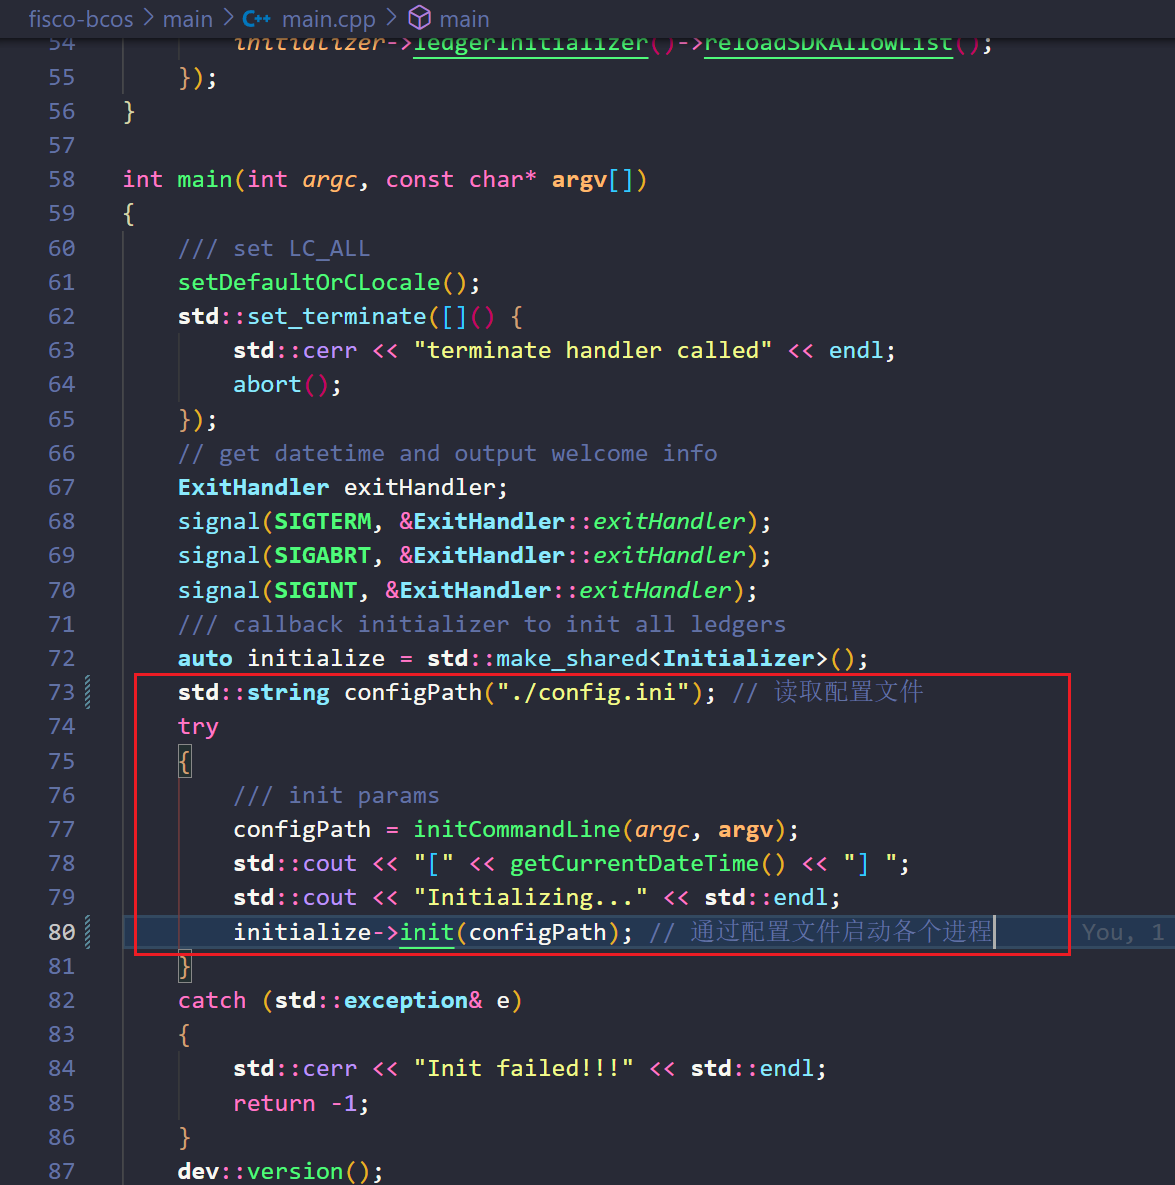 fisco-bcos > main > C++ main.cpp > main
54 initializer->ledgerInitializer()->reloadSDKAllowList();
55 });
56 }
57
58 int main(int argc, const char* argv[])
59 {
60 /// set LC_ALL
61 setDefaultOrCLocale();
62 std::set_terminate([]() {
63 std::cerr << "terminate handler called" << endl;
64 abort();
65 });
66 // get datetime and output welcome info
67 ExitHandler exitHandler;
68 signal(SIGTERM, &ExitHandler::exitHandler);
69 signal(SIGABRT, &ExitHandler::exitHandler);
70 signal(SIGINT, &ExitHandler::exitHandler);
71 /// callback initializer to init all ledgers
72 auto initialize = std::make_shared<Initializer>();
73 std::string configPath("./config.ini"); // 读取配置文件
74 try
75 {
76 /// init params
77 configPath = initCommandLine(argc, argv);
78 std::cout << "[" << getCurrentDateTime() << "] ";
79 std::cout << "Initializing..." << std::endl;
80 initialize->init(configPath); // 通过配置文件启动各个进程 You, 1
81 }
82 catch (std::exception& e)
83 {
84 std::cerr << "Init failed!!!" << std::endl;
85 return -1;
86 }
87 dev::version();